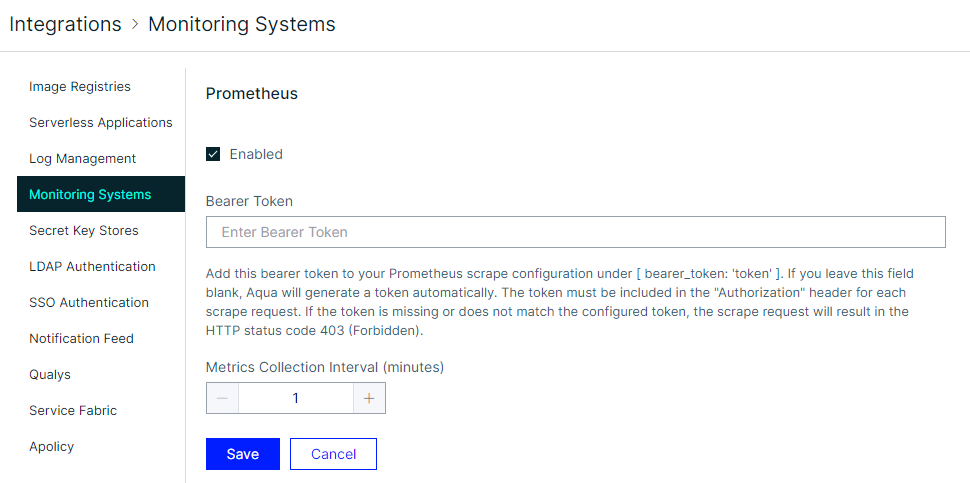 Integrations > Monitoring Systems
Image Registries
Serverless Applications
Log Management
Monitoring Systems
Secret Key Stores
LDAP Authentication
SSO Authentication
Notification Feed
Qualys
Service Fabric
Apolicy
Prometheus
Enabled
Bearer Token
Enter Bearer Token
Add this bearer token to your Prometheus scrape configuration under [ bearer_token: 'token' ]. If you leave this field
blank, Aqua will generate a token automatically. The token must be included in the "Authorization" header for each
scrape request. If the token is missing or does not match the configured token, the scrape request will result in the
HTTP status code 403 (Forbidden).
Metrics Collection Interval (minutes)
− 1 +
Save Cancel